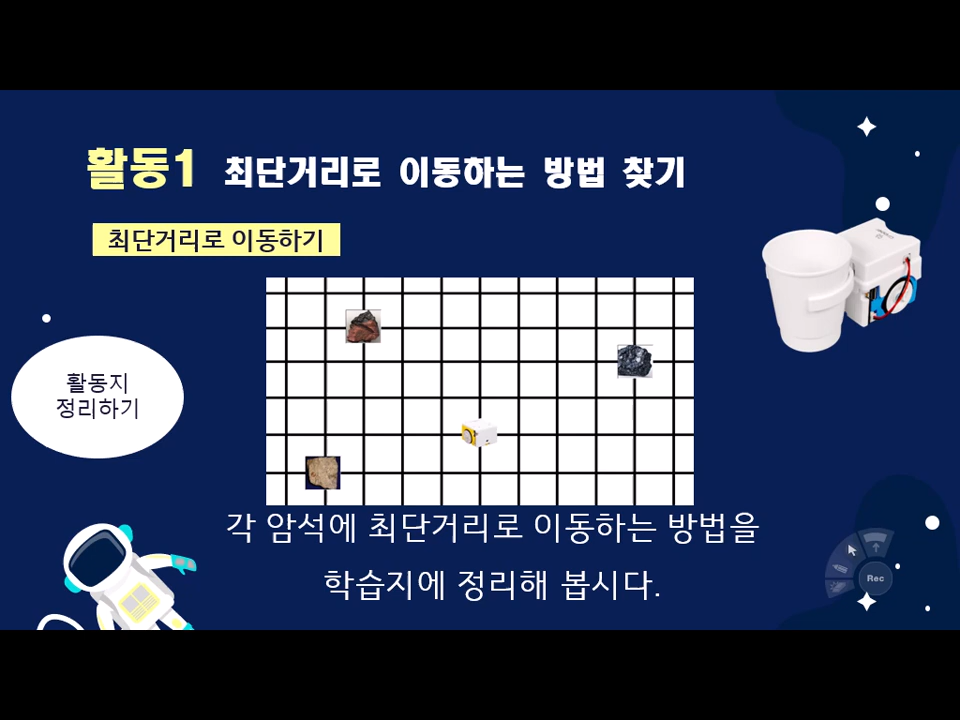 활동1 최단거리로 이동하는 방법 찾기
최단거리로 이동하기
활동지
정리하기
각 암석에 최단거리로 이동하는 방법을
학습지에 정리해 봅시다.
Rec